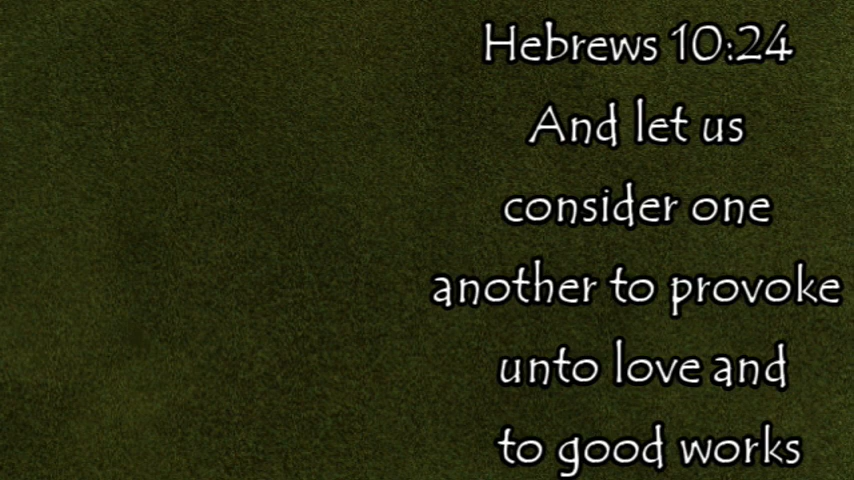 Hebrews 10:24
And let us
consider one
another to provoke
unto love and
to good works